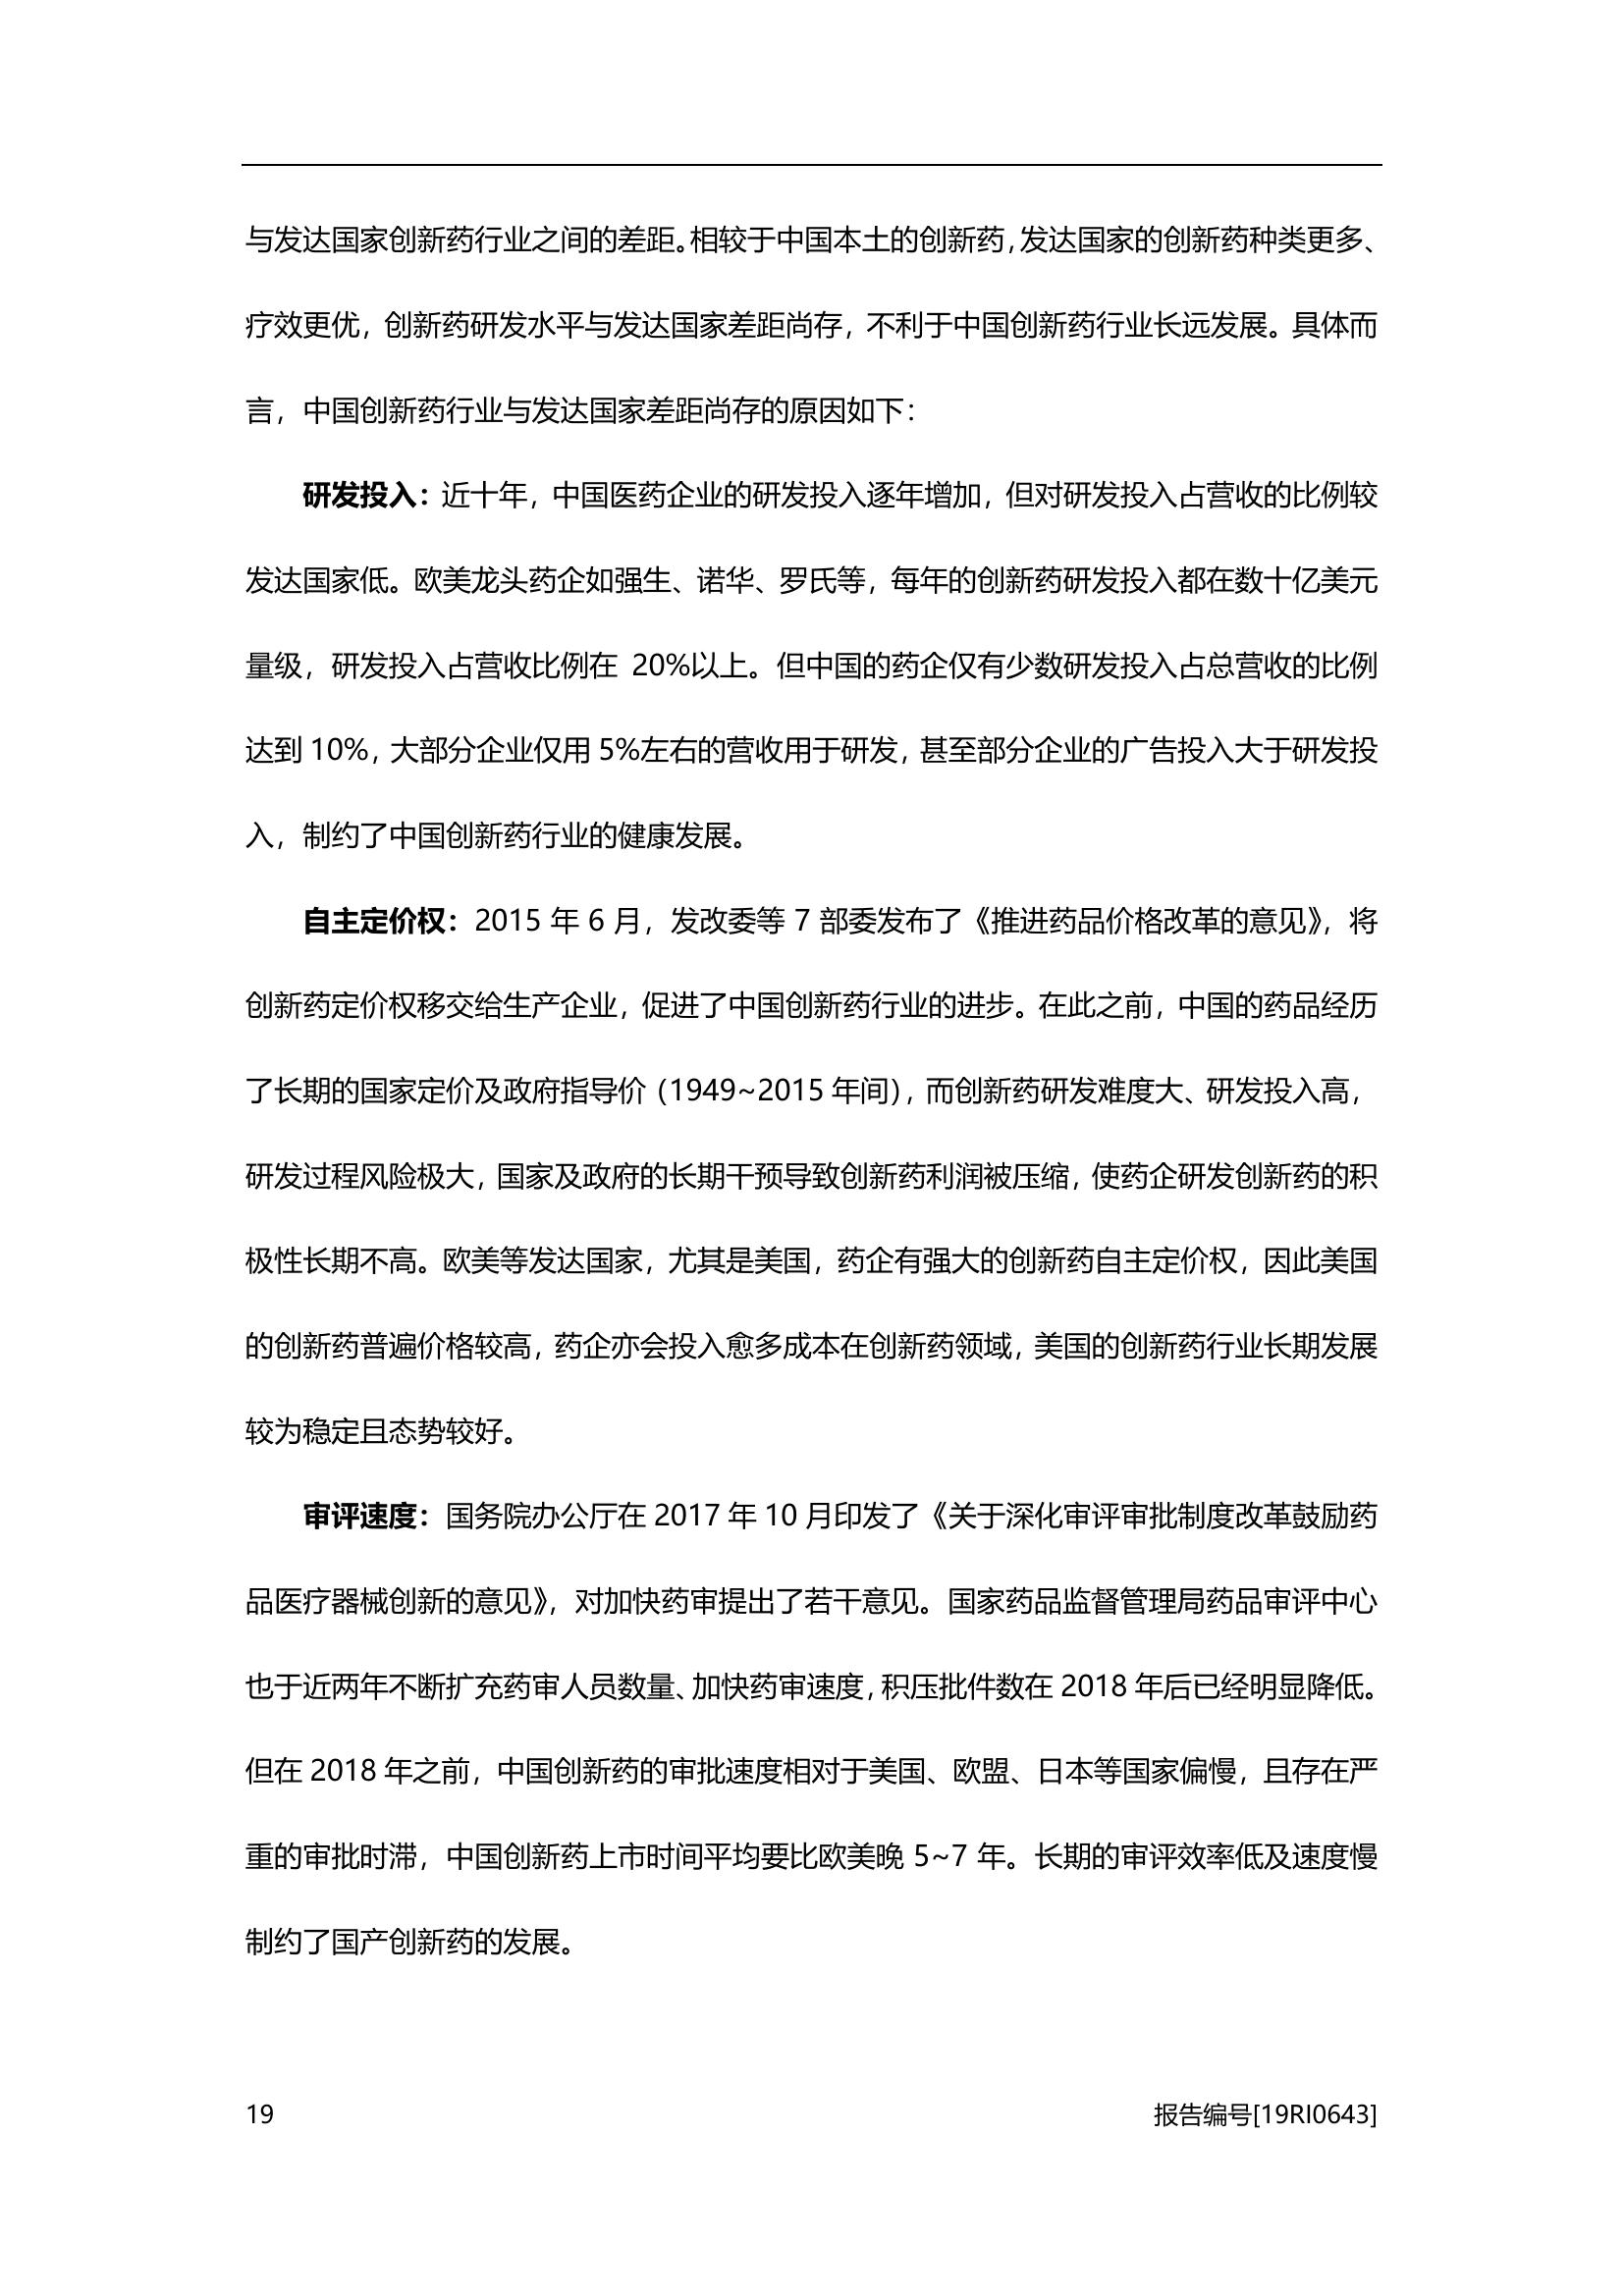 与发达国家创新药行业之间的差距。相较于中国本土的创新药，发达国家的创新药种类更多、
疗效更优，创新药研发水平与发达国家差距尚存，不利于中国创新药行业长远发展。具体而
言，中国创新药行业与发达国家差距尚存的原因如下：
研发投入：近十年，中国医药企业的研发投入逐年增加，但对研发投入占营收的比例较
发达国家低。欧美龙头药企如强生、诺华、罗氏等，每年的创新药研发投入都在数十亿美元
量级，研发投入占营收比例在 20%以上。但中国的药企仅有少数研发投入占总营收的比例
达到 10%，大部分企业仅用 5%左右的营收用于研发，甚至部分企业的广告投入大于研发投
入，制约了中国创新药行业的健康发展。
自主定价权：2015 年 6 月，发改委等 7 部委发布了《推进药品价格改革的意见》，将
创新药定价权移交给生产企业，促进了中国创新药行业的进步。在此之前，中国的药品经历
了长期的国家定价及政府指导价（1949~2015 年间），而创新药研发难度大、研发投入高，
研发过程风险极大，国家及政府的长期干预导致创新药利润被压缩，使药企研发创新药的积
极性长期不高。欧美等发达国家，尤其是美国，药企有强大的创新药自主定价权，因此美国
的创新药普遍价格较高，药企亦会投入愈多成本在创新药领域，美国的创新药行业长期发展
较为稳定且态势较好。
审评速度：国务院办公厅在 2017 年 10 月印发了《关于深化审评审批制度改革鼓励药
品医疗器械创新的意见》，对加快药审提出了若干意见。国家药品监督管理局药品审评中心
也于近两年不断扩充药审人员数量、加快药审速度，积压批件数在 2018 年后已经明显降低。
但在 2018 年之前，中国创新药的审批速度相对于美国、欧盟、日本等国家偏慢，且存在严
重的审批时滞，中国创新药上市时间平均要比欧美晚 5~7 年。长期的审评效率低及速度慢
制约了国产创新药的发展。
19 报告编号[19RI0643]